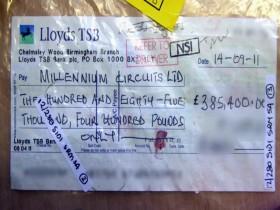 Lloyds TSB
Chelmsley Wood Birmingham Branch
Lloyds TSB Bank plc, PO Box 1000 BX
REFER TO
DRAWER
NSI
Date 14-09-11
Pay MILLENNIUM CIRCUITS LTD
THREE HUNDRED AND EIGHTY-FIVE £385,400.00
THOUSAND, FOUR HUNDRED POUNDS
ONLY
Lloyds TSB Ban